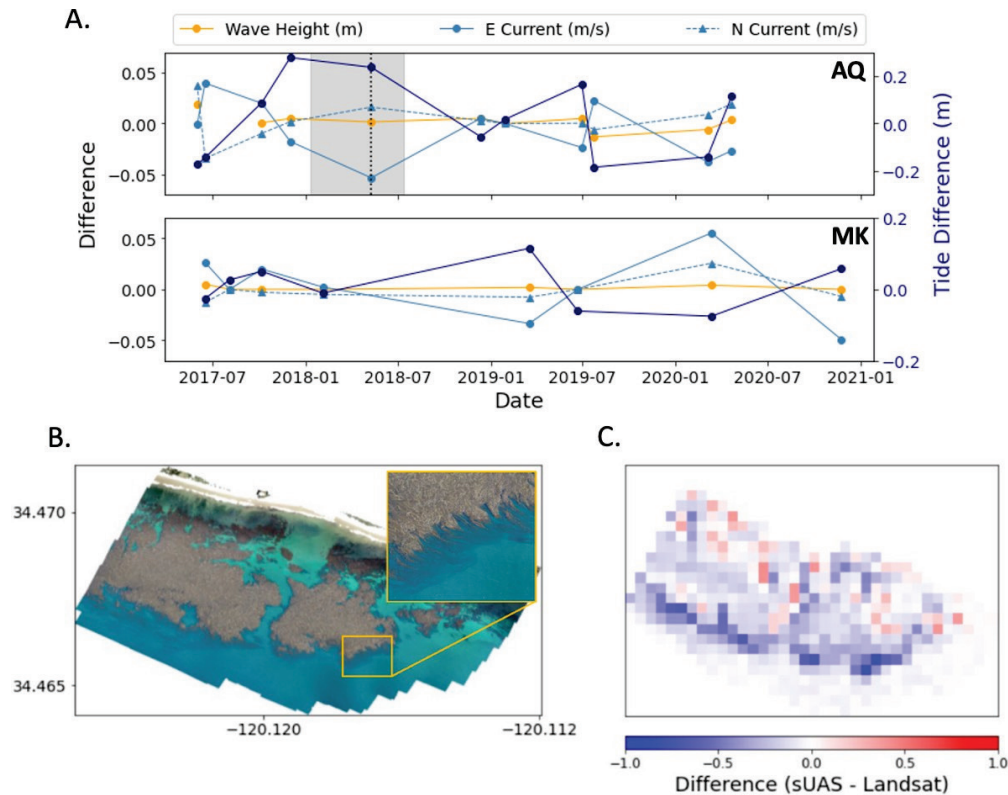 A.
Wave Height (m) E Current (m/s) N Current (m/s)
AQ
0.05
0.00
−0.05
0.2
0.0
−0.2
Difference
Tide Difference (m)
MK
0.05
0.00
−0.05
0.2
0.0
−0.2
2017-07 2018-01 2018-07 2019-01 2019-07 2020-01 2020-07 2021-01
Date
B.
34.470
34.465
−120.120 −120.112
C.
−1.0 −0.5 0.0 0.5 1.0
Difference (sUAS - Landsat)